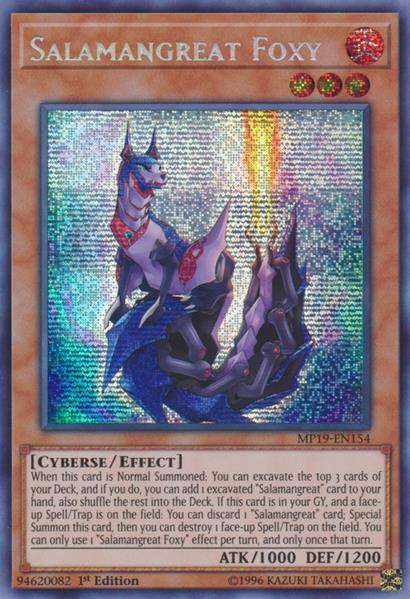 SALAMANGREAT FOXY
MP19-EN154
[CYBERSE/EFFECT]
When this card is Normal Summoned: You can excavate the top 3 cards
of your Deck, and if you do, you can add 1 excavated "Salamangreat" card to your
hand, also shuffle the rest into the Deck. If this card is in your GY, and a face-
up Spell/Trap is on the field: You can discard 1 "Salamangreat" card; Special
Summon this card, then you can destroy 1 face-up Spell/Trap on the field. You
can only use 1 "Salamangreat Foxy" effect per turn, and only once that turn.
ATK/1000 DEF/1200
94620082 1st Edition ©1996 KAZUKI TAKAHASHI